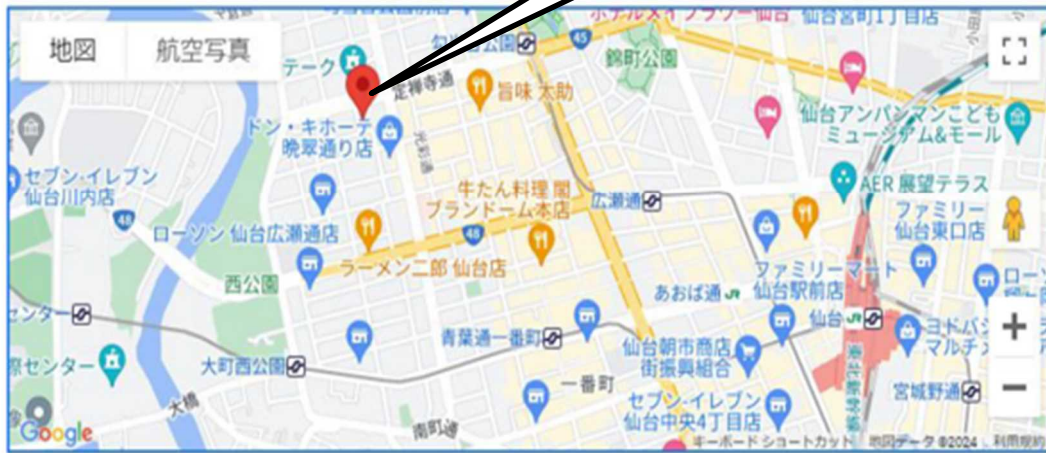 地図
航空写真
テーク
勾当台公園
45
錦町公園
仙台宮町1丁目店
定禅寺通
旨味 太助
ドン・キホーテ
晩翠通り店
光彩通
仙台アンパンマンこども
ミュージアム&モール
セブン-イレブン
仙台川内店
牛たん料理 閣
ブランドーム本店
広瀬通
AER 展望テラス
ファミリー
仙台東口店
48
ローソン 仙台広瀬通店
48
ラーメン二郎 仙台店
西公園
ファミリーマート
仙台駅前店
あおば通
センター
青葉通一番町
仙台
ヨドバシ
マルチメ
仙台朝市商店
街振興組合
大町西公園
際センター
一番町
宮城野通
大橋
セブン-イレブン
仙台中央4丁目店
南町通
Google
キーボード ショートカット
地図データ ©2024
利用規約